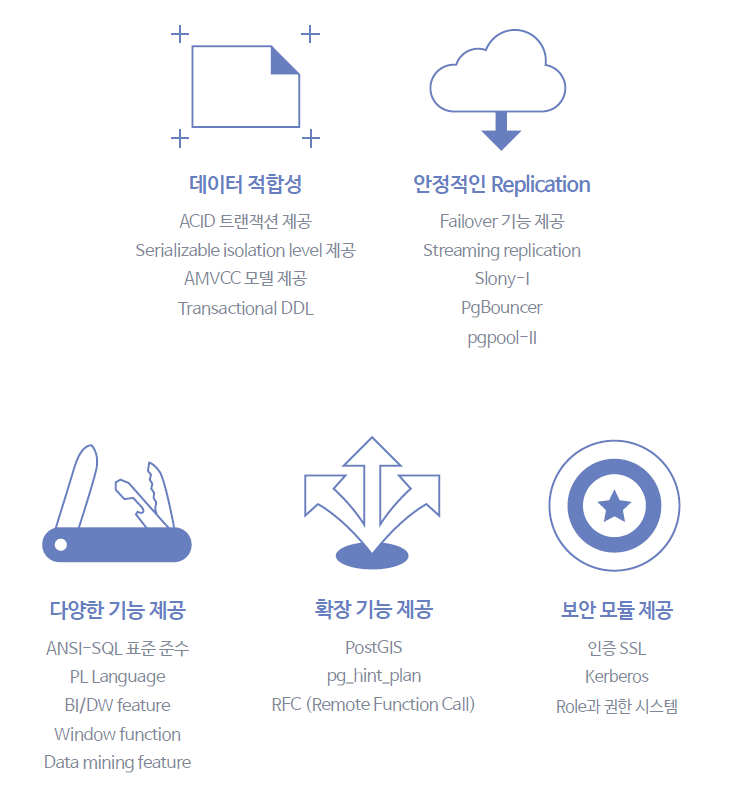 데이터 적합성
ACID 트랜잭션 제공
Serializable isolation level 제공
AMVCC 모델 제공
Transactional DDL
안정적인 Replication
Failover 기능 제공
Streaming replication
Slony-I
PgBouncer
pgpool-II
다양한 기능 제공
ANSI-SQL 표준 준수
PL Language
BI/DW feature
Window function
Data mining feature
확장 기능 제공
PostGIS
pg_hint_plan
RFC (Remote Function Call)
보안 모듈 제공
인증 SSL
Kerberos
Role과 권한 시스템